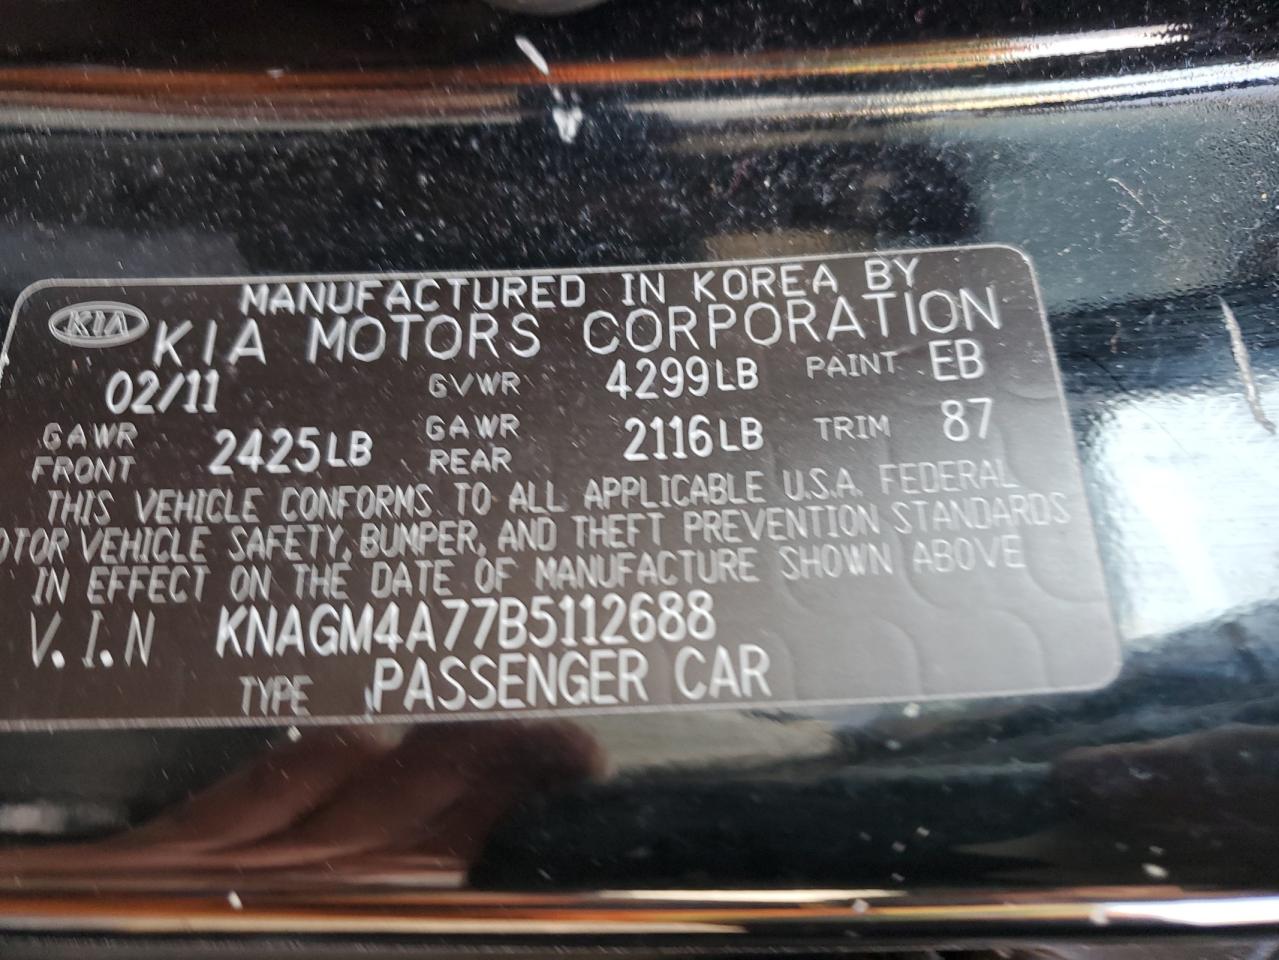 MANUFACTURED IN KOREA BY
KIA KIA MOTORS CORPORATION
02/11 GVWR 4299LB PAINT EB
GAWR FRONT 2425LB GAWR REAR 2116LB TRIM 87
THIS VEHICLE CONFORMS TO ALL APPLICABLE U.S.A. FEDERAL
OTOR VEHICLE SAFETY, BUMPER, AND THEFT PREVENTION STANDARDS
IN EFFECT ON THE DATE OF MANUFACTURE SHOWN ABOVE
V.I.N KNAGM4A77B5112688
TYPE PASSENGER CAR